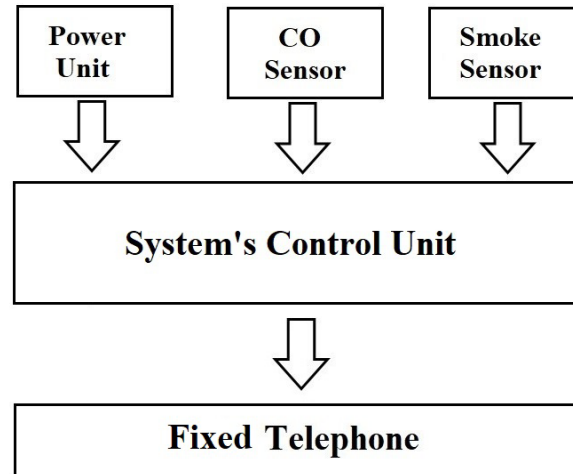 Power
Unit
CO
Sensor
Smoke
Sensor
System's Control Unit
Fixed Telephone